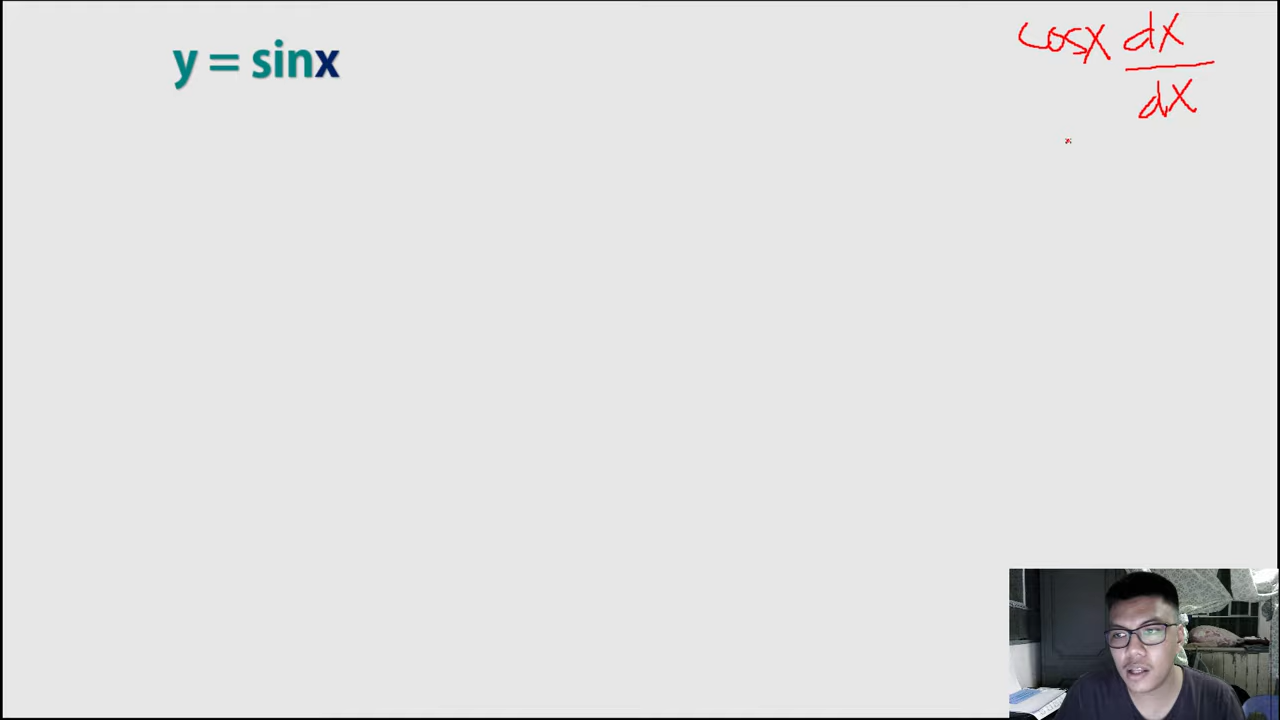 y = sinx
cosx dx
dx